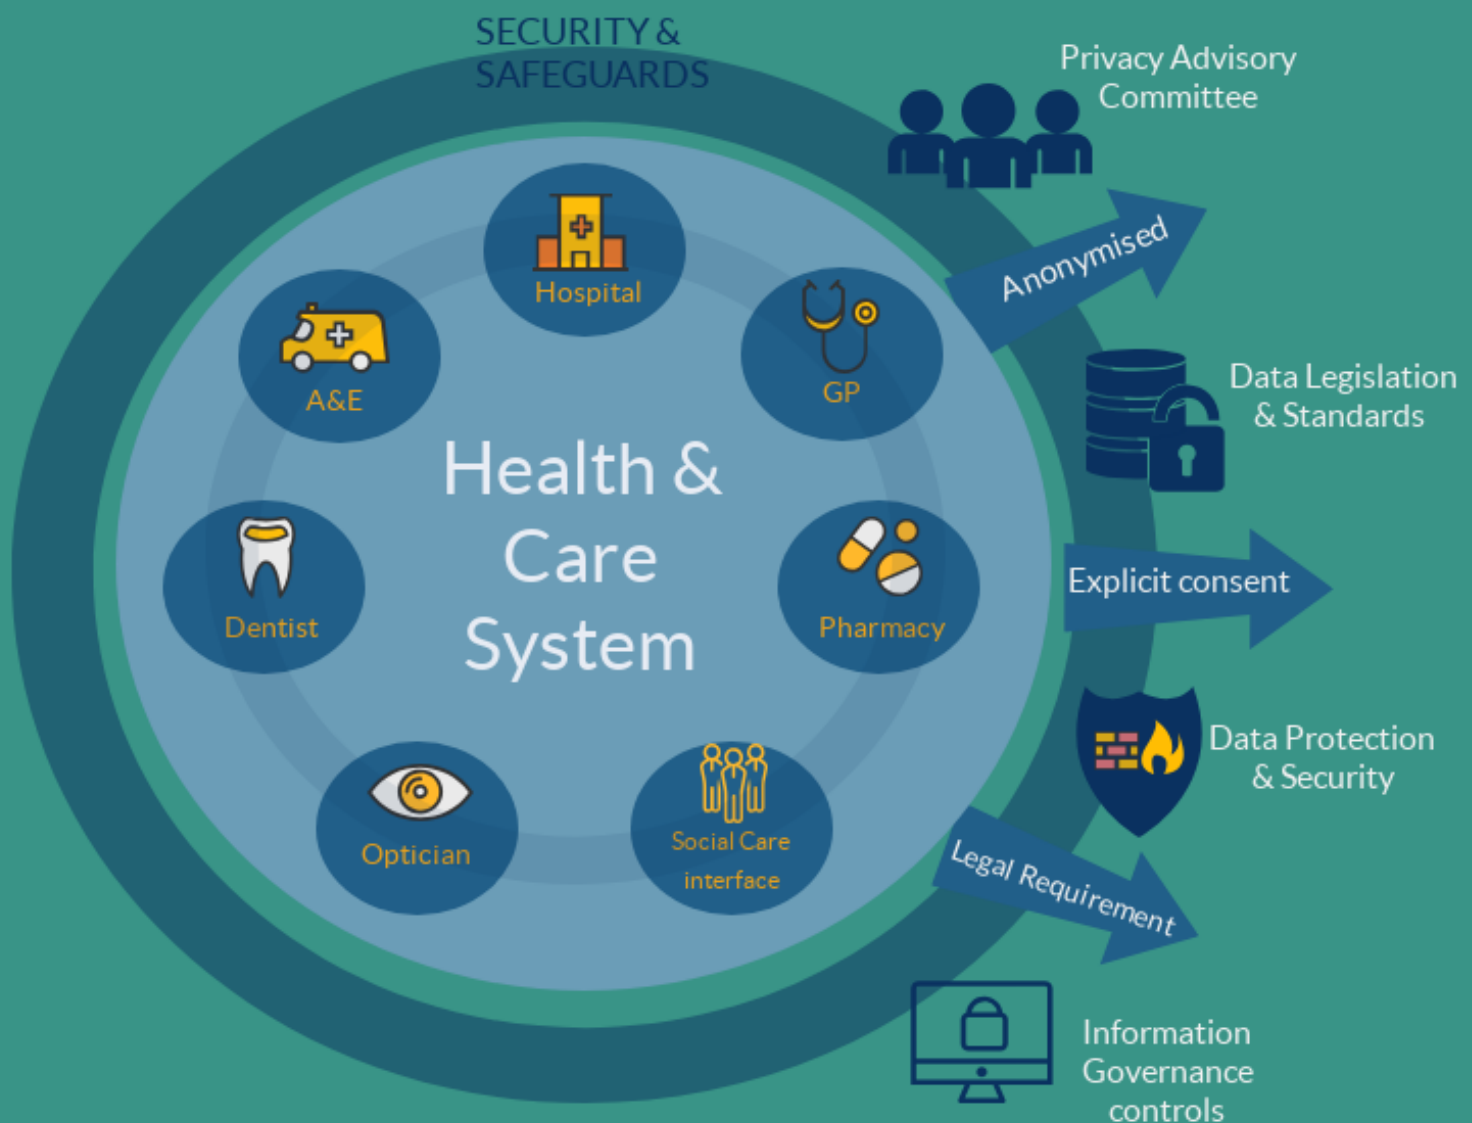 SECURITY &
SAFEGUARDS
Privacy Advisory
Committee
Anonymised
Hospital
GP
A&E
Data Legislation
& Standards
Health &
Care
System
Explicit consent
Dentist
Pharmacy
Data Protection
& Security
Optician
Social Care
interface
Legal Requirement
Information
Governance
controls